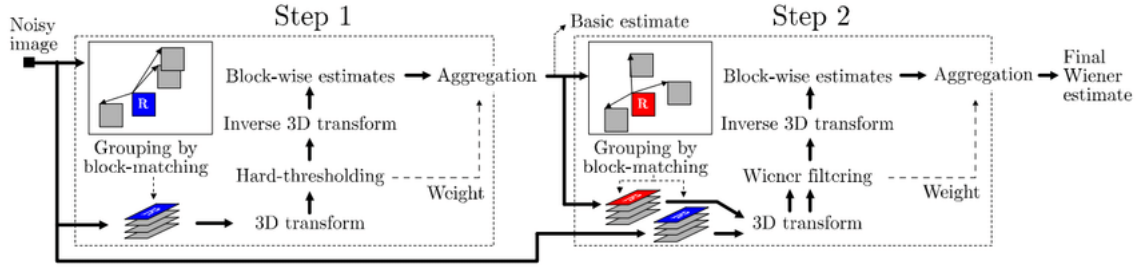 Step 1
Step 2
Noisy
image
R
Block-wise estimates
Aggregation
Inverse 3D transform
Grouping by
block-matching
Hard-thresholding
Weight
3D transform
Basic estimate
R
Block-wise estimates
Aggregation
Final
Wiener
estimate
Inverse 3D transform
Grouping by
block-matching
Wiener filtering
Weight
3D transform